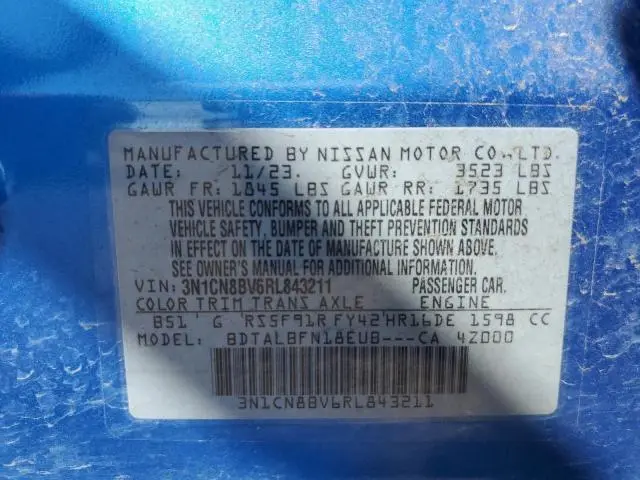 MANUFACTURED BY NISSAN MOTOR CO.,LTD.
DATE: 11/23. GVWR: 3523 LBS
GAWR FR: 1845 LBS GAWR RR: 1735 LBS
THIS VEHICLE CONFORMS TO ALL APPLICABLE FEDERAL MOTOR
VEHICLE SAFETY, BUMPER AND THEFT PREVENTION STANDARDS
IN EFFECT ON THE DATE OF MANUFACTURE SHOWN ABOVE.
SEE OWNER'S MANUAL FOR ADDITIONAL INFORMATION.
VIN: 3N1CN8BV6RL843211 PASSENGER CAR.
COLOR TRIM TRANS AXLE ENGINE
B51 G RS5F91R FY42 HR16DE 1598 CC
MODEL: BDTALBFN18EUB---CA 4Z000
3N1CN8BV6RL843211